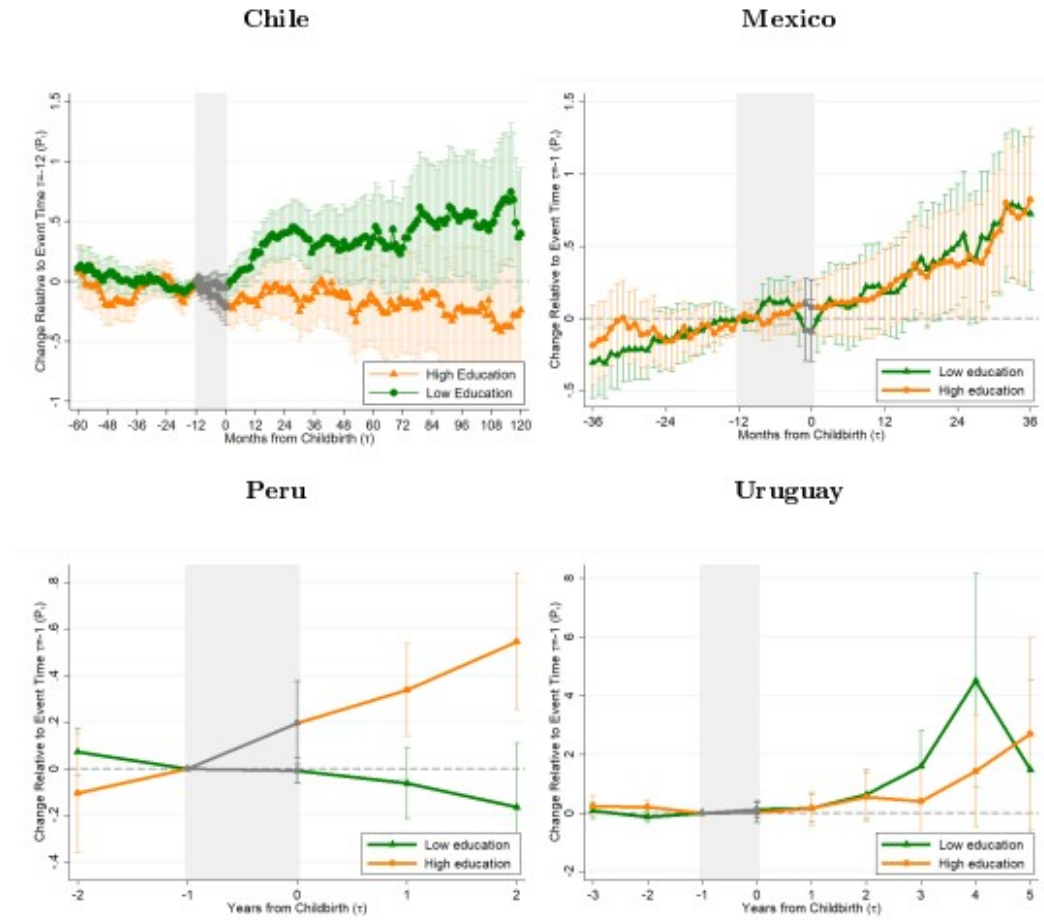 Chile
Change Relative to Event Time τ=-12 (P₁)
1.5
1
.5
0
-.5
-1
High Education
Low Education
-60 -48 -36 -24 -12 0 12 24 36 48 60 72 84 96 108 120
Months from Childbirth (τ)
Mexico
Change Relative to Event Time τ=-1 (P₁)
1.5
1
.5
0
-.5
Low education
High education
-36 -24 -12 0 12 24 36
Months from Childbirth (τ)
Peru
Change Relative to Event Time τ=-1 (P₁)
.8
.6
.4
.2
0
-.2
-.4
Low education
High education
-2 -1 0 1 2
Years from Childbirth (τ)
Uruguay
Change Relative to Event Time τ=-1 (P₁)
8
6
4
2
0
-2
Low education
High education
-3 -2 -1 0 1 2 3 4 5
Years from Childbirth (τ)